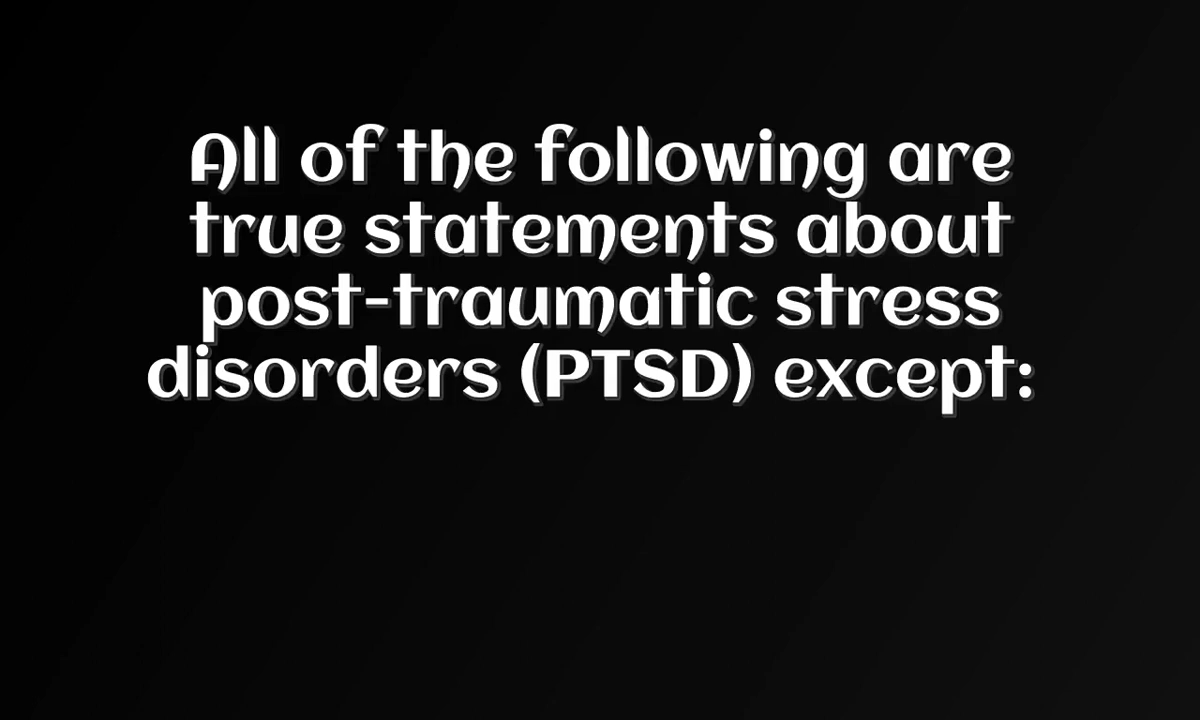 All of the following are
true statements about
post-traumatic stress
disorders (PTSD) except: